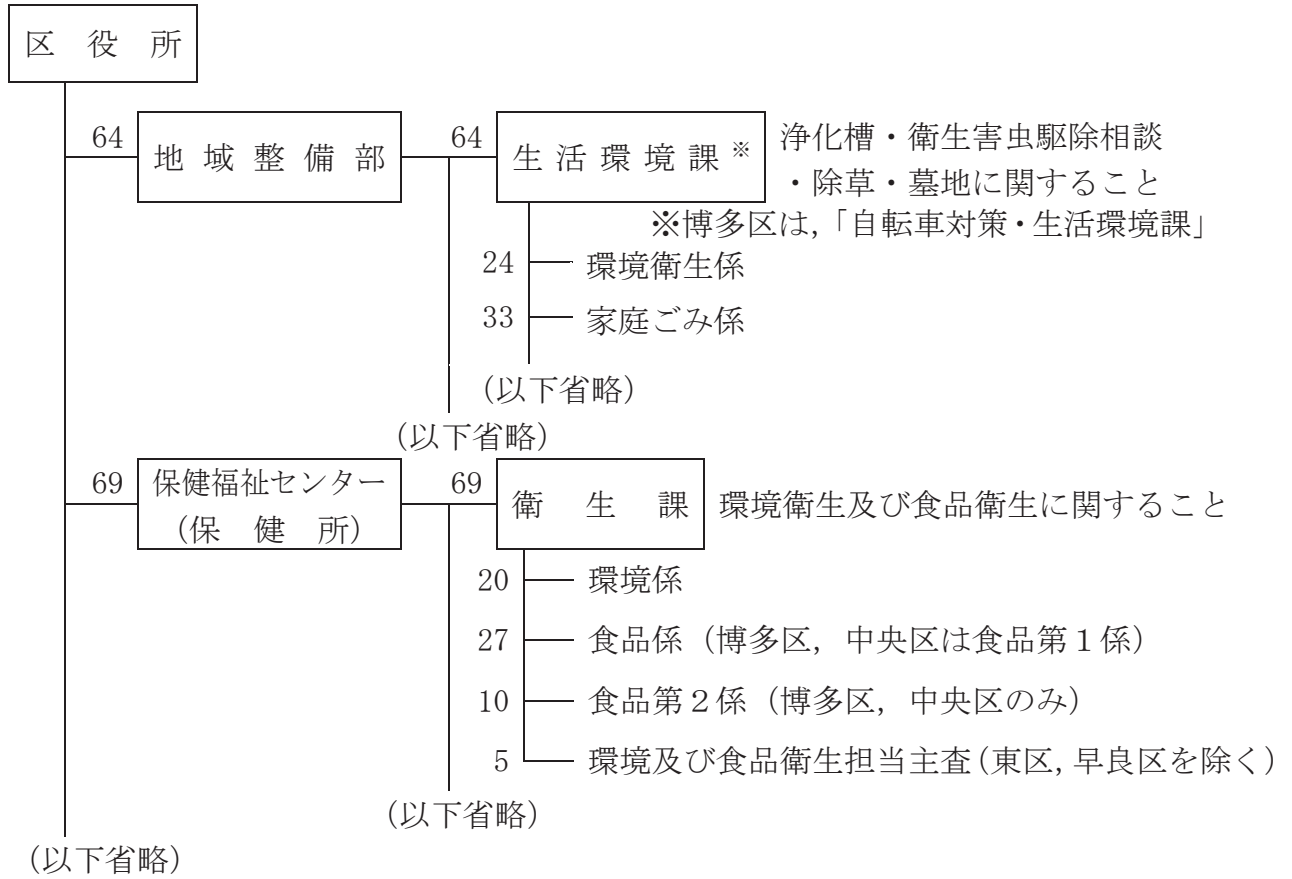 区役所
64 地域整備部 64 生活環境課※ 浄化槽・衛生害虫駆除相談
・除草・墓地に関すること
※博多区は,「自転車対策・生活環境課」
24 環境衛生係
33 家庭ごみ係
(以下省略)
(以下省略)
69 保健福祉センター
(保健所) 69 衛生課 環境衛生及び食品衛生に関すること
20 環境係
27 食品係(博多区,中央区は食品第1係)
10 食品第2係(博多区,中央区のみ)
5 環境及び食品衛生担当主査(東区,早良区を除く)
(以下省略)
(以下省略)